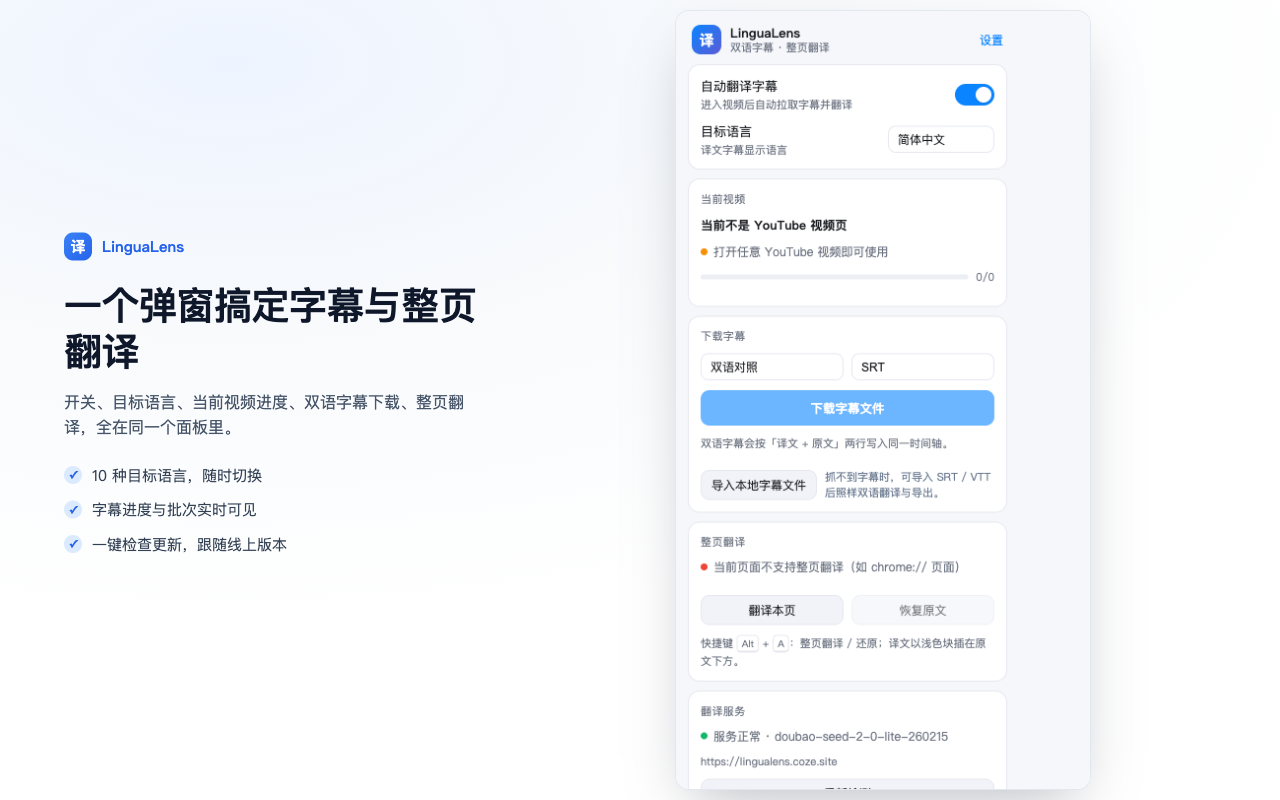 译 LinguaLens
一个弹窗搞定字幕与整页
翻译
开关、目标语言、当前视频进度、双语字幕下载、整页翻
译，全在同一个面板里。
✓ 10 种目标语言，随时切换
✓ 字幕进度与批次实时可见
✓ 一键检查更新，跟随线上版本
译 LinguaLens
双语字幕 · 整页翻译
设置
自动翻译字幕
进入视频后自动拉取字幕并翻译
目标语言
译文字幕显示语言
简体中文
当前视频
当前不是 YouTube 视频页
打开任意 YouTube 视频即可使用
0/0
下载字幕
双语对照 SRT
下载字幕文件
双语字幕会按「译文 + 原文」两行写入同一时间轴。
导入本地字幕文件
抓不到字幕时，可导入 SRT / VTT
后照样双语翻译与导出。
整页翻译
当前页面不支持整页翻译（如 chrome:// 页面）
翻译本页 恢复原文
快捷键 Alt + A：整页翻译 / 还原；译文以浅色块插在原
文下方。
翻译服务
服务正常 · doubao-seed-2-0-lite-260215
https://lingualens.coze.site